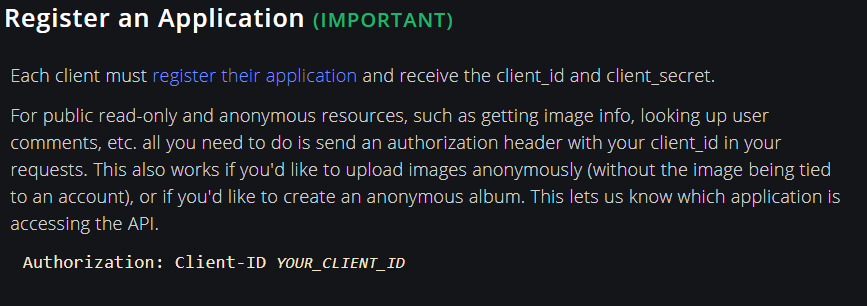 Register an Application (IMPORTANT)
Each client must register their application and receive the client_id and client_secret.
For public read-only and anonymous resources, such as getting image info, looking up user
comments, etc. all you need to do is send an authorization header with your client_id in your
requests. This also works if you'd like to upload images anonymously (without the image being tied
to an account), or if you'd like to create an anonymous album. This lets us know which application is
accessing the API.
Authorization: Client-ID YOUR_CLIENT_ID